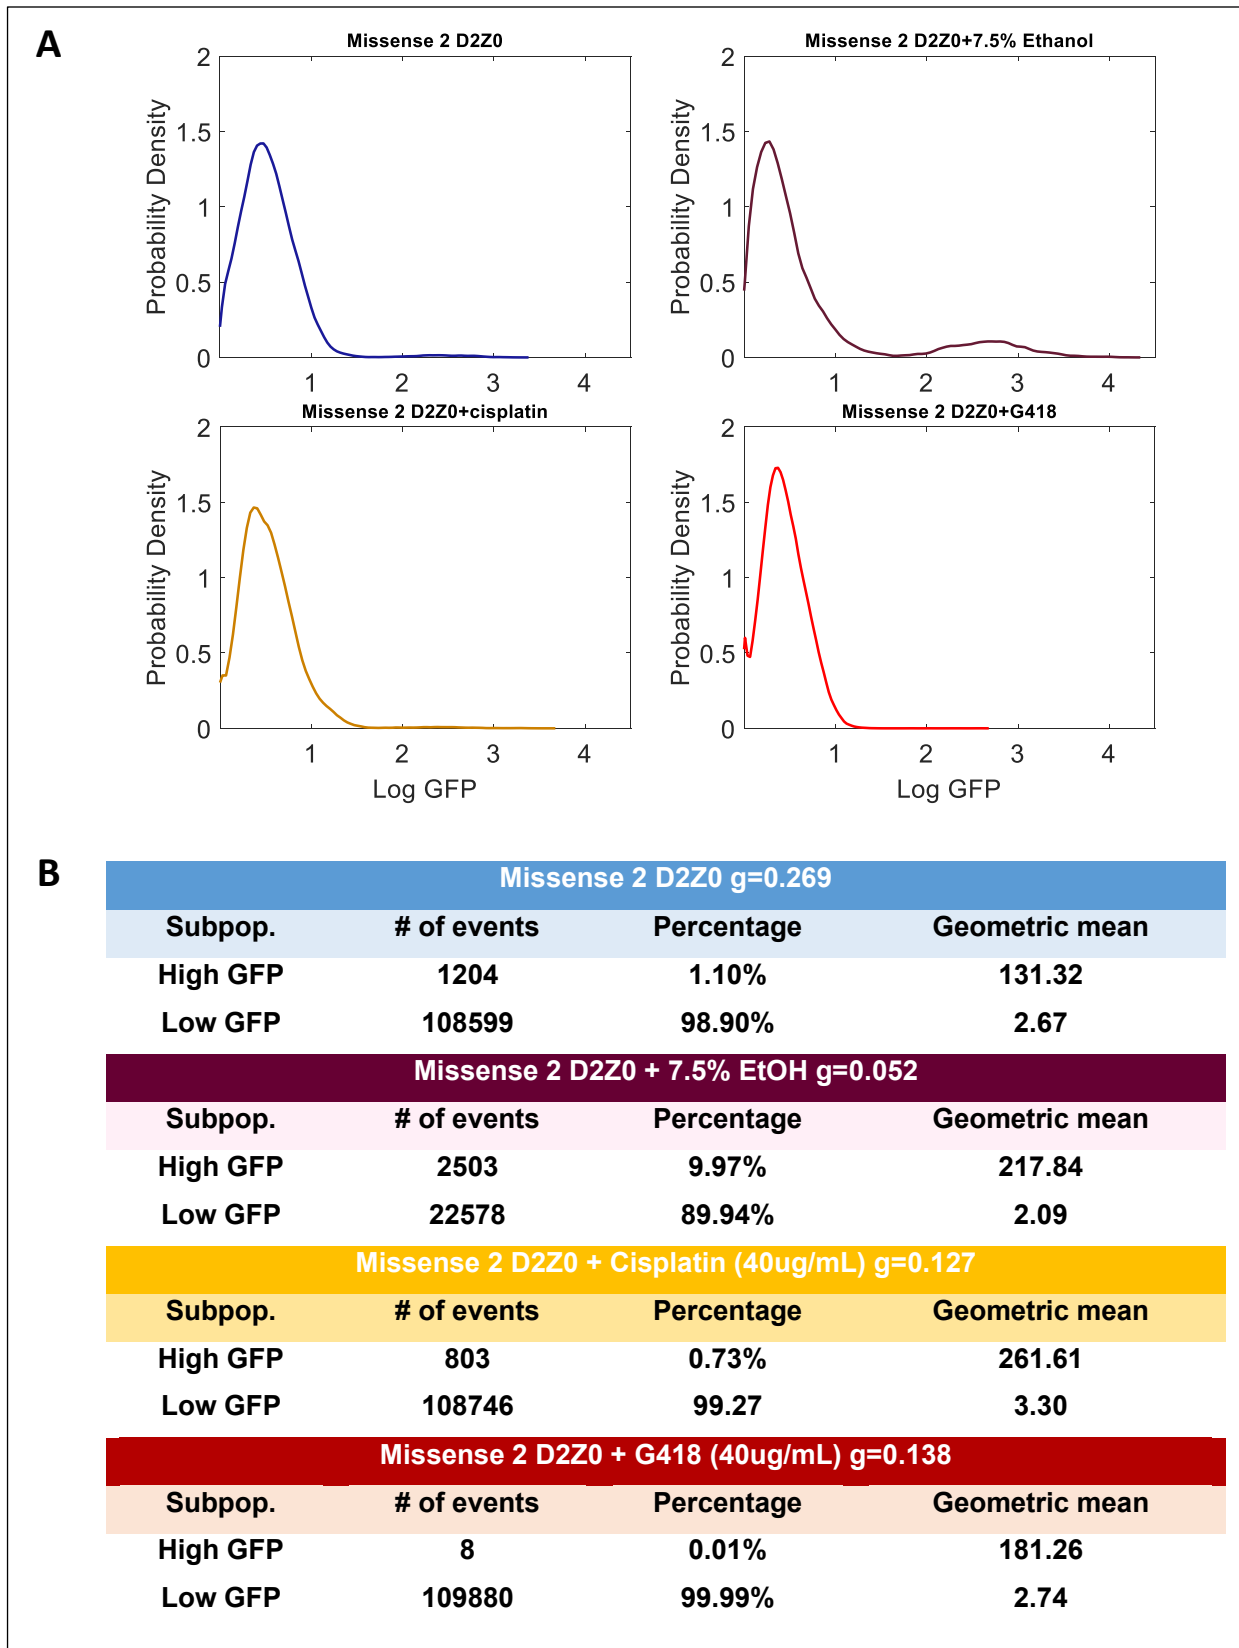 A
Missense 2 D2Z0
Probability Density
2
1.5
1
0.5
0
1 2 3 4
Missense 2 D2Z0+7.5% Ethanol
Probability Density
2
1.5
1
0.5
0
1 2 3 4
Missense 2 D2Z0+cisplatin
Probability Density
2
1.5
1
0.5
0
1 2 3 4
Log GFP
Missense 2 D2Z0+G418
Probability Density
2
1.5
1
0.5
0
1 2 3 4
Log GFP
B
Missense 2 D2Z0 g=0.269
Subpop. # of events Percentage Geometric mean
High GFP 1204 1.10% 131.32
Low GFP 108599 98.90% 2.67
Missense 2 D2Z0 + 7.5% EtOH g=0.052
Subpop. # of events Percentage Geometric mean
High GFP 2503 9.97% 217.84
Low GFP 22578 89.94% 2.09
Missense 2 D2Z0 + Cisplatin (40ug/mL) g=0.127
Subpop. # of events Percentage Geometric mean
High GFP 803 0.73% 261.61
Low GFP 108746 99.27 3.30
Missense 2 D2Z0 + G418 (40ug/mL) g=0.138
Subpop. # of events Percentage Geometric mean
High GFP 8 0.01% 181.26
Low GFP 109880 99.99% 2.74